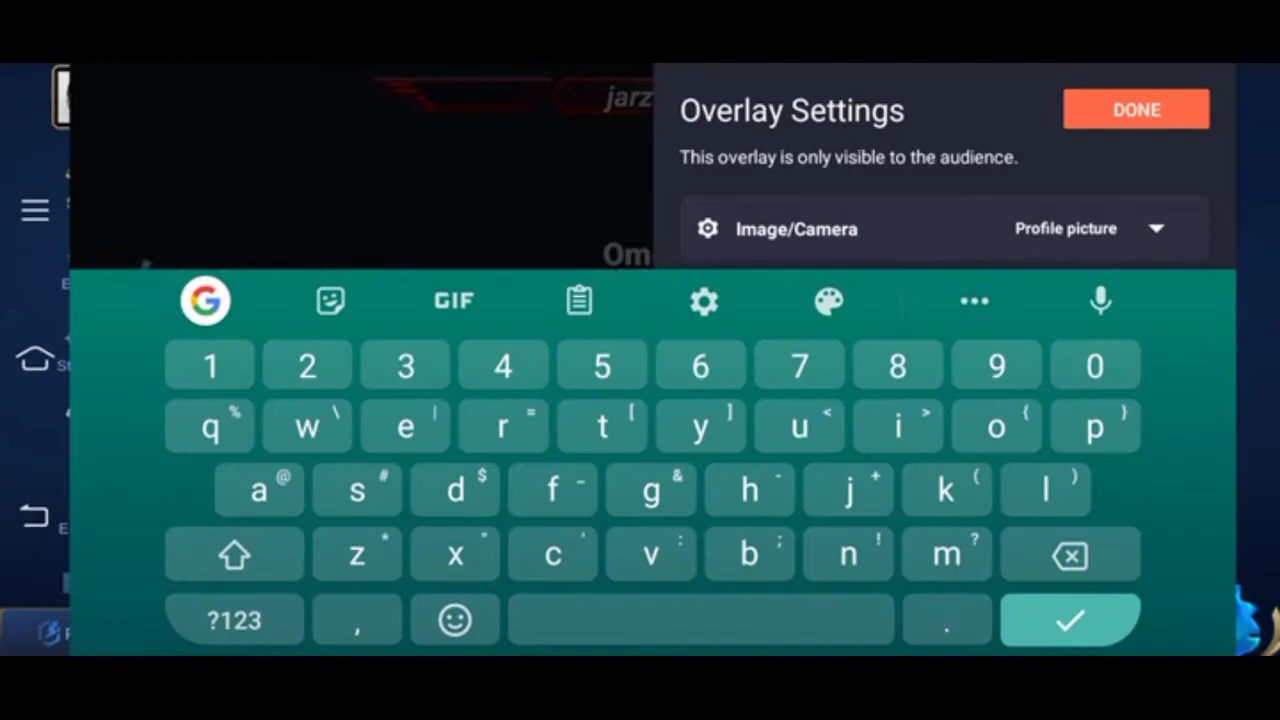 jarz
Overlay Settings
DONE
This overlay is only visible to the audience.
Image/Camera
Profile picture
Om
G
GIF
1 2 3 4 5 6 7 8 9 0
q % w \ e | r = t [ y ] u < i > o { p }
a @ s # d $ f _ g & h - j + k ( l )
z * x " c ' v : b ; n ! m ?
?123 , .